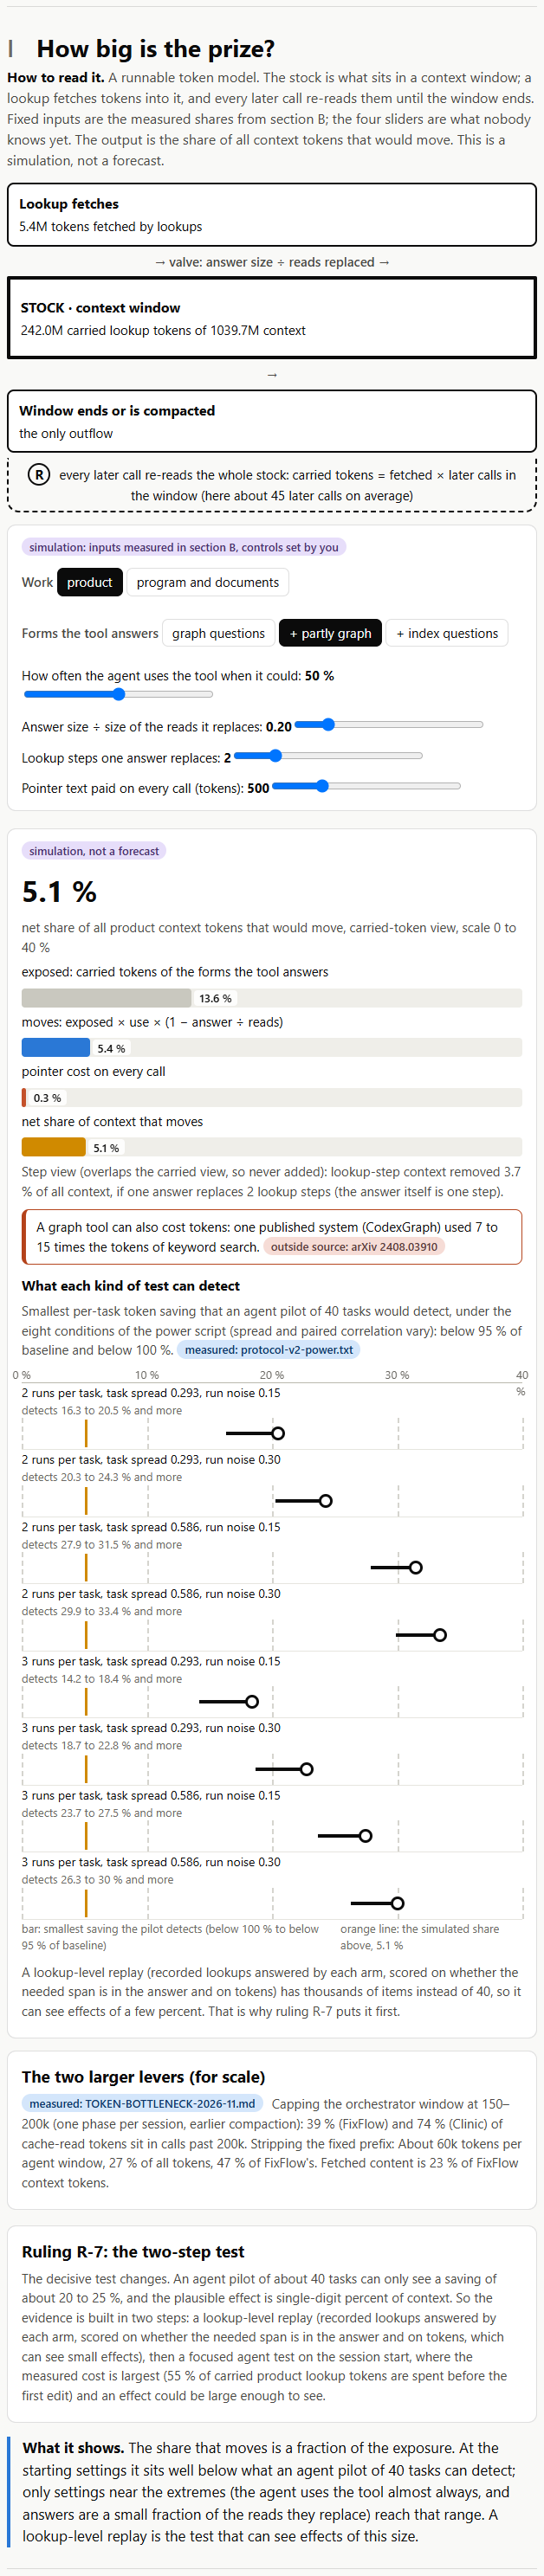 I How big is the prize?
How to read it. A runnable token model. The stock is what sits in a context window; a
lookup fetches tokens into it, and every later call re-reads them until the window ends.
Fixed inputs are the measured shares from section B; the four sliders are what nobody
knows yet. The output is the share of all context tokens that would move. This is a
simulation, not a forecast.
Lookup fetches
5.4M tokens fetched by lookups
→ valve: answer size ÷ reads replaced →
STOCK · context window
242.0M carried lookup tokens of 1039.7M context
→
Window ends or is compacted
the only outflow
R every later call re-reads the whole stock: carried tokens = fetched × later calls in
the window (here about 45 later calls on average)
simulation: inputs measured in section B, controls set by you
Work product program and documents
Forms the tool answers graph questions + partly graph + index questions
How often the agent uses the tool when it could: 50 %
Answer size ÷ size of the reads it replaces: 0.20
Lookup steps one answer replaces: 2
Pointer text paid on every call (tokens): 500
simulation, not a forecast
5.1 %
net share of all product context tokens that would move, carried-token view, scale 0 to
40 %
exposed: carried tokens of the forms the tool answers
13.6 %
moves: exposed × use × (1 − answer ÷ reads)
5.4 %
pointer cost on every call
0.3 %
net share of context that moves
5.1 %
Step view (overlaps the carried view, so never added): lookup-step context removed 3.7
% of all context, if one answer replaces 2 lookup steps (the answer itself is one step).
A graph tool can also cost tokens: one published system (CodexGraph) used 7 to
15 times the tokens of keyword search. outside source: arXiv 2408.03910
What each kind of test can detect
Smallest per-task token saving that an agent pilot of 40 tasks would detect, under the
eight conditions of the power script (spread and paired correlation vary): below 95 % of
baseline and below 100 %. measured: protocol-v2-power.txt
0 % 10 % 20 % 30 % 40
%
2 runs per task, task spread 0.293, run noise 0.15
detects 16.3 to 20.5 % and more
2 runs per task, task spread 0.293, run noise 0.30
detects 20.3 to 24.3 % and more
2 runs per task, task spread 0.586, run noise 0.15
detects 27.9 to 31.5 % and more
2 runs per task, task spread 0.586, run noise 0.30
detects 29.9 to 33.4 % and more
3 runs per task, task spread 0.293, run noise 0.15
detects 14.2 to 18.4 % and more
3 runs per task, task spread 0.293, run noise 0.30
detects 18.7 to 22.8 % and more
3 runs per task, task spread 0.586, run noise 0.15
detects 23.7 to 27.5 % and more
3 runs per task, task spread 0.586, run noise 0.30
detects 26.3 to 30 % and more
bar: smallest saving the pilot detects (below 100 % to below
95 % of baseline)
orange line: the simulated share
above, 5.1 %
A lookup-level replay (recorded lookups answered by each arm, scored on whether the
needed span is in the answer and on tokens) has thousands of items instead of 40, so it
can see effects of a few percent. That is why ruling R-7 puts it first.
The two larger levers (for scale)
measured: TOKEN-BOTTLENECK-2026-11.md Capping the orchestrator window at 150–
200k (one phase per session, earlier compaction): 39 % (FixFlow) and 74 % (Clinic) of
cache-read tokens sit in calls past 200k. Stripping the fixed prefix: About 60k tokens per
agent window, 27 % of all tokens, 47 % of FixFlow's. Fetched content is 23 % of FixFlow
context tokens.
Ruling R-7: the two-step test
The decisive test changes. An agent pilot of about 40 tasks can only see a saving of
about 20 to 25 %, and the plausible effect is single-digit percent of context. So the
evidence is built in two steps: a lookup-level replay (recorded lookups answered by
each arm, scored on whether the needed span is in the answer and on tokens, which
can see small effects), then a focused agent test on the session start, where the
measured cost is largest (55 % of carried product lookup tokens are spent before the
first edit) and an effect could be large enough to see.
What it shows. The share that moves is a fraction of the exposure. At the
starting settings it sits well below what an agent pilot of 40 tasks can detect;
only settings near the extremes (the agent uses the tool almost always, and
answers are a small fraction of the reads they replace) reach that range. A
lookup-level replay is the test that can see effects of this size.